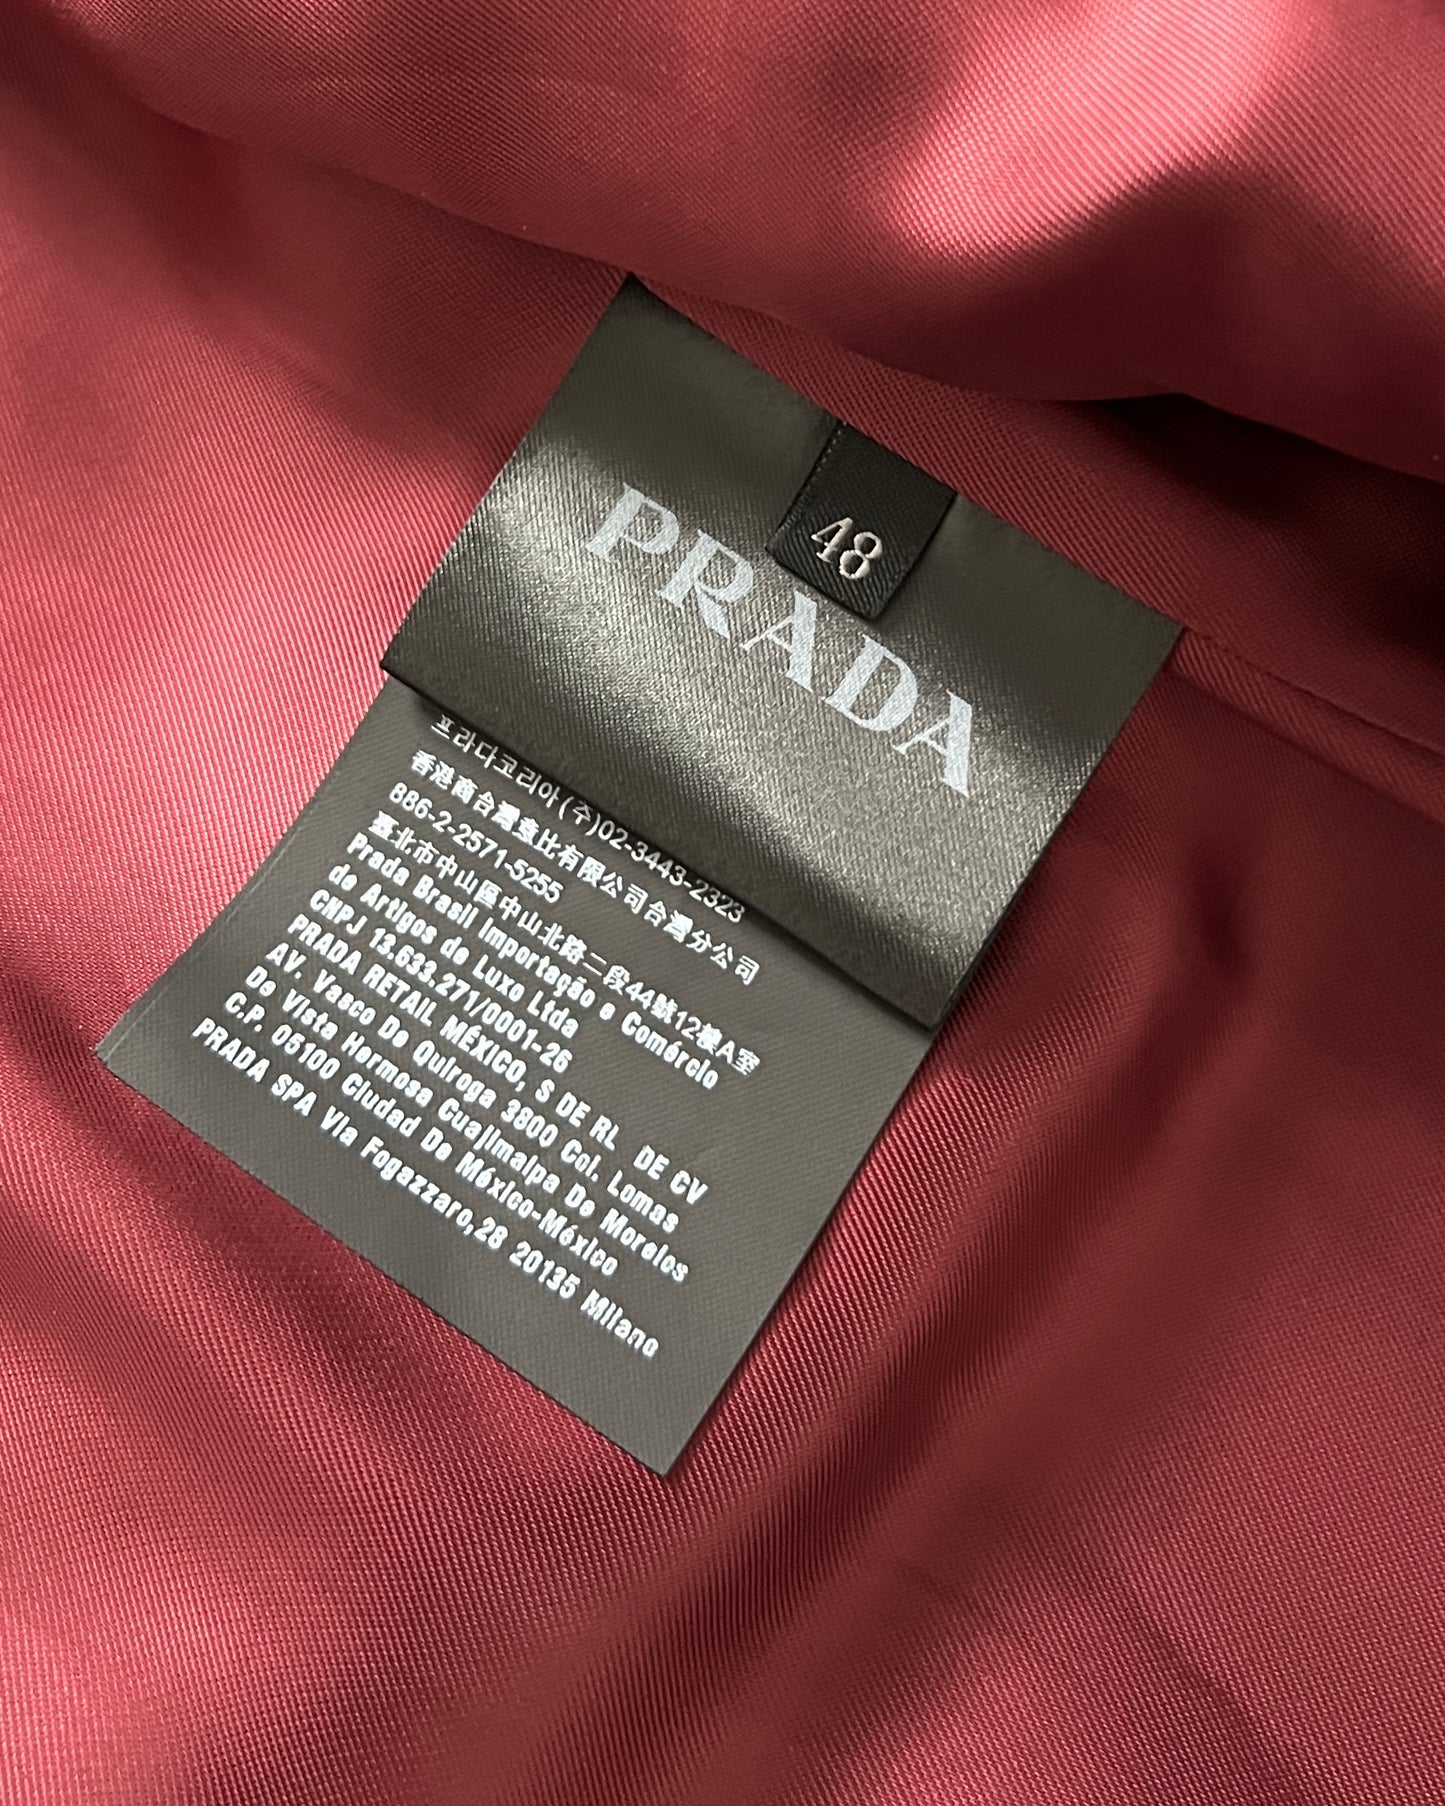 48
PRADA
프라다코리아(주)02-3443-2323
香港商台灣普比有限公司台灣分公司
886-2-2571-5255
臺北市中山區中山北路二段44號12樓A室
Prada Brasil Importação e Comércio
de Artigos de Luxo Ltda
CNPJ 13.633.271/0001-26
PRADA RETAIL MÉXICO, S DE RL DE CV
AV. Vasco De Quiroga 3800 Col. Lomas
De Vista Hermosa Cuajimalpa De Morelos
C.P. 05100 Ciudad De México-México
PRADA SPA Via Fogazzaro,28 20135 Milano